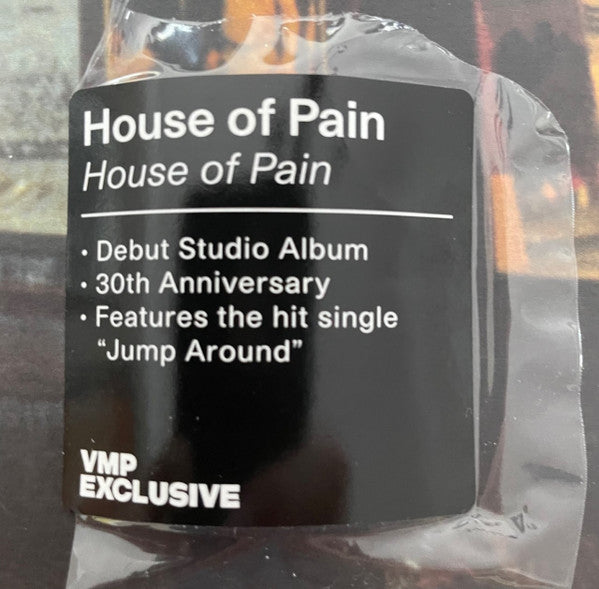 House of Pain
House of Pain
• Debut Studio Album
• 30th Anniversary
• Features the hit single
“Jump Around”
VMP
EXCLUSIVE